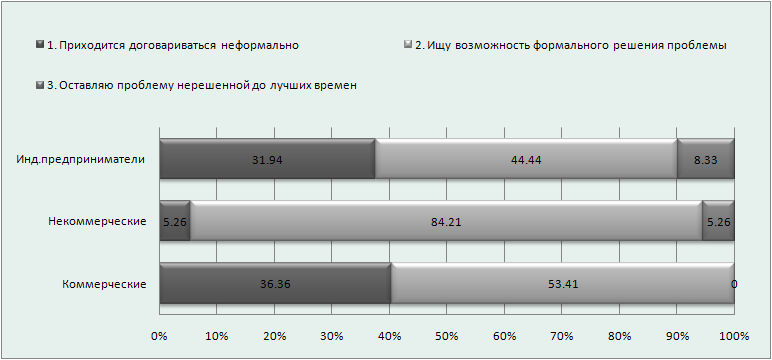 1. Приходится договариваться неформально
2. Ищу возможность формального решения проблемы
3. Оставляю проблему нерешенной до лучших времен
Инд.предприниматели
31.94
44.44
8.33
Некоммерческие
5.26
84.21
5.26
Коммерческие
36.36
53.41
0
0% 10% 20% 30% 40% 50% 60% 70% 80% 90% 100%